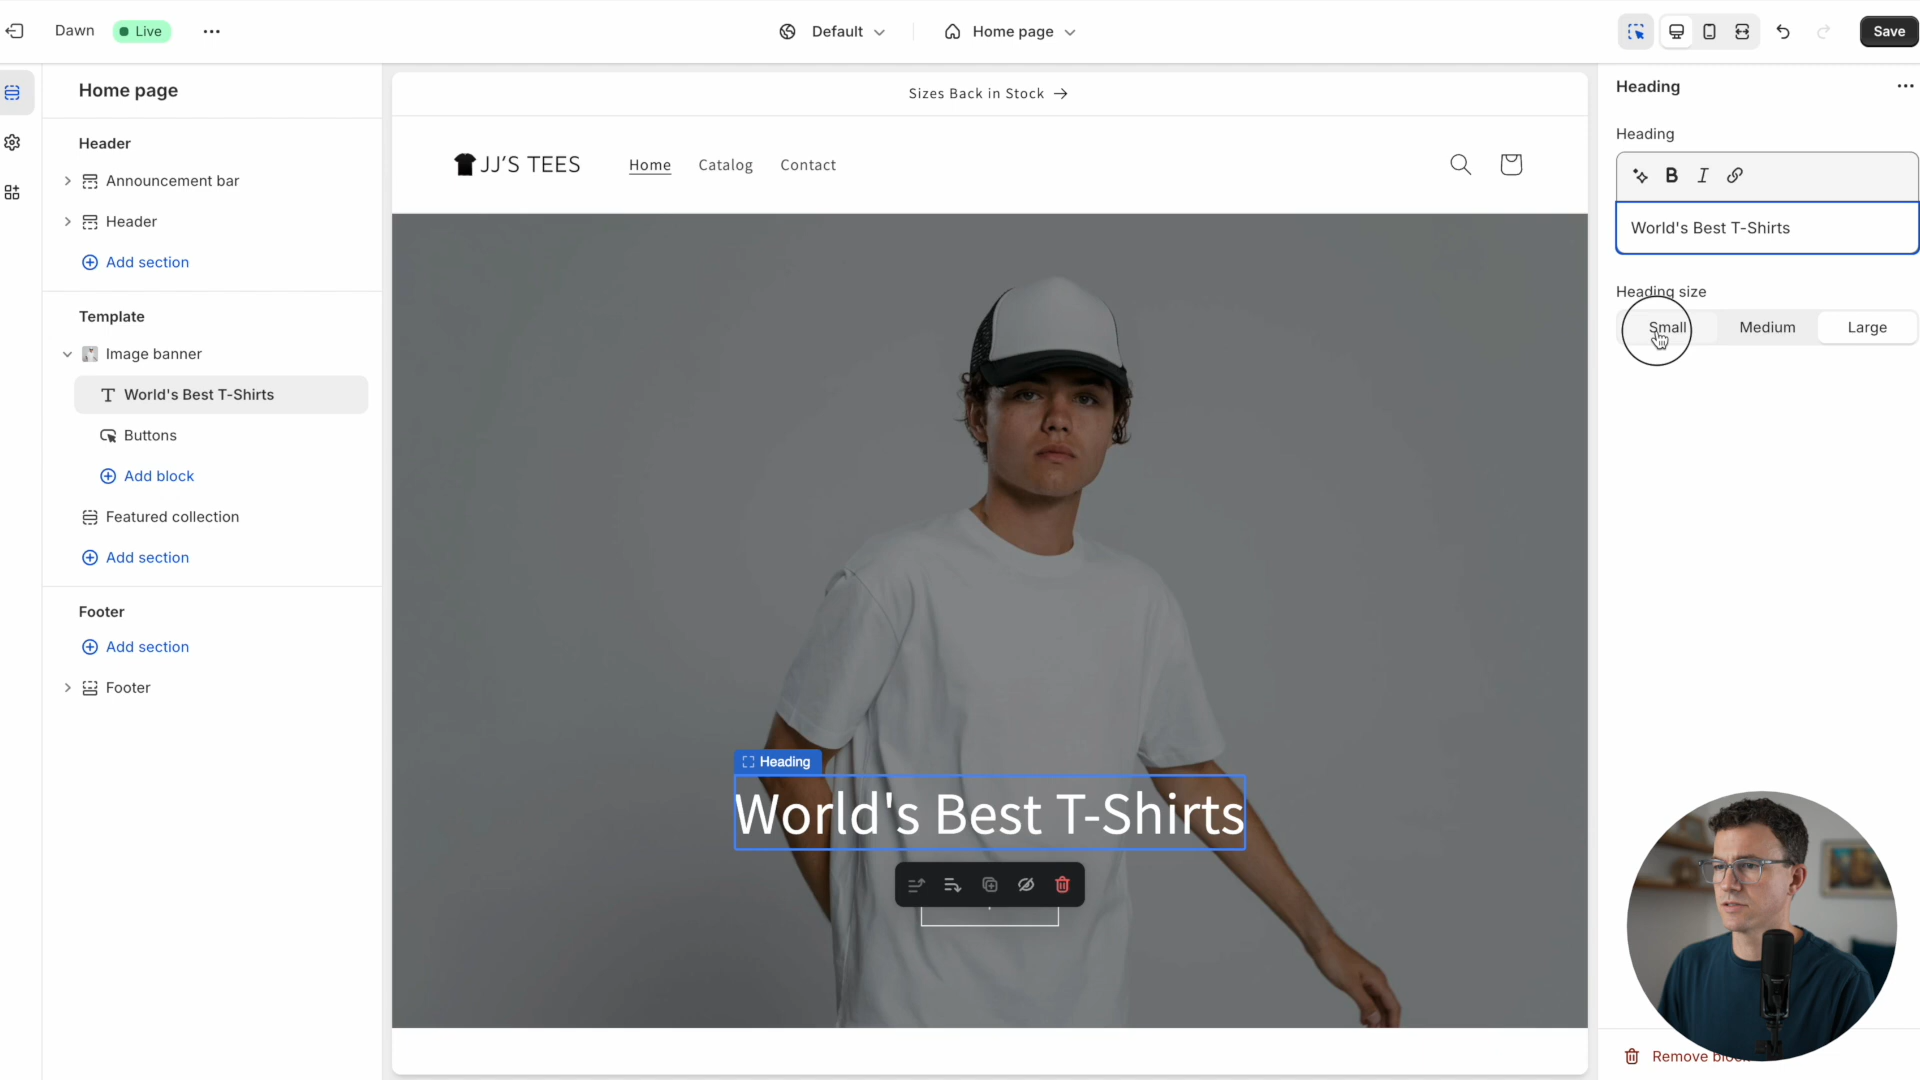 Dawn
Live
Default
Home page
Save
Home page
Header
Announcement bar
Header
Add section
Template
Image banner
World's Best T-Shirts
Buttons
Add block
Featured collection
Add section
Footer
Add section
Footer
Sizes Back in Stock →
JJ'S TEES
Home
Catalog
Contact
Heading
World's Best T-Shirts
Heading
Heading
B I
World's Best T-Shirts
Heading size
Small
Medium
Large
Remove